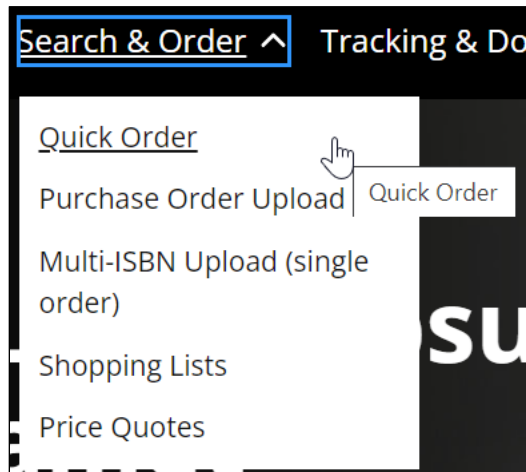 Search & Order Tracking & Do
Quick Order
Quick Order
Purchase Order Upload
Multi-ISBN Upload (single
order)
su
Shopping Lists
Price Quotes